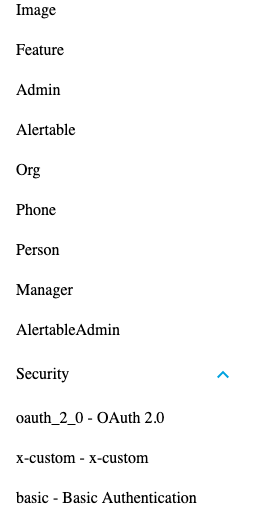 Image
Feature
Admin
Alertable
Org
Phone
Person
Manager
AlertableAdmin
Security
oauth_2_0 - OAuth 2.0
x-custom - x-custom
basic - Basic Authentication